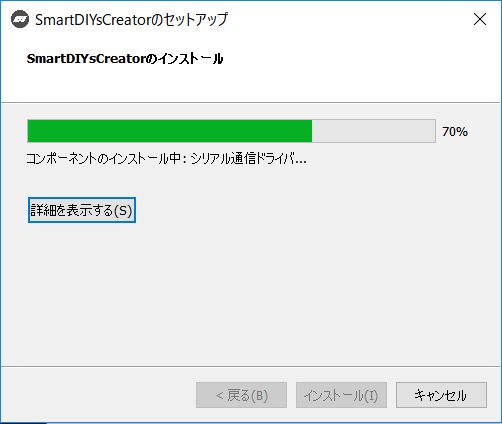 SmartDIYsCreatorのセットアップ
SmartDIYsCreatorのインストール
70%
コンポーネントのインストール中: シリアル通信ドライバ...
詳細を表示する(S)
< 戻る(B)
インストール(I)
キャンセル